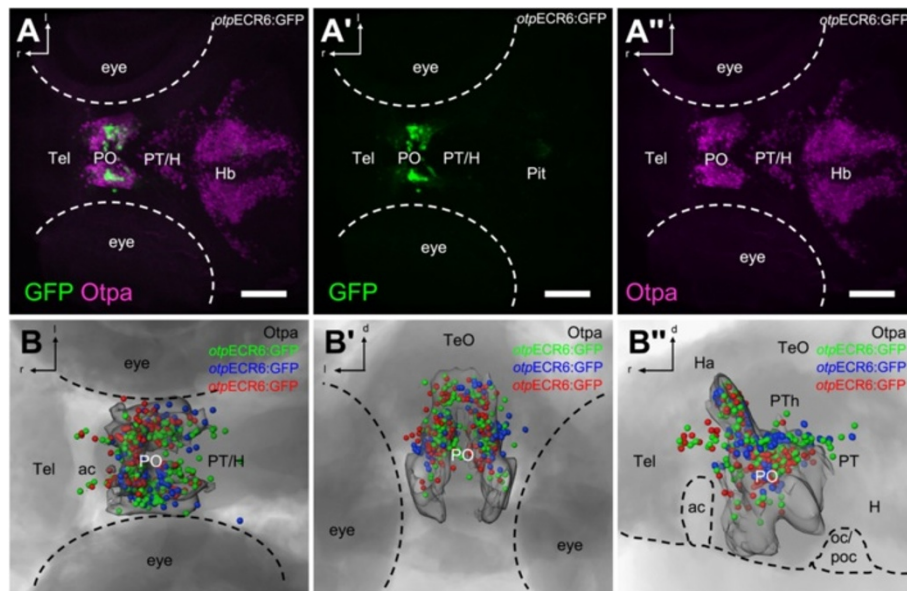 A
l
r
otpECR6:GFP
eye
Tel
PO
PT/H
Hb
eye
GFP Otpa
A'
l
r
otpECR6:GFP
eye
Tel
PO
PT/H
Pit
eye
GFP
A''
l
r
otpECR6:GFP
eye
Tel
PO
PT/H
Hb
eye
Otpa
B
l
r
Otpa
eye
otpECR6:GFP
otpECR6:GFP
otpECR6:GFP
Tel
ac
PO
PT/H
eye
B'
d
l
TeO
Otpa
otpECR6:GFP
otpECR6:GFP
otpECR6:GFP
PO
eye
eye
B''
d
r
Ha
TeO
Otpa
otpECR6:GFP
otpECR6:GFP
otpECR6:GFP
PTh
Tel
PO
PT
ac
H
oc/
poc